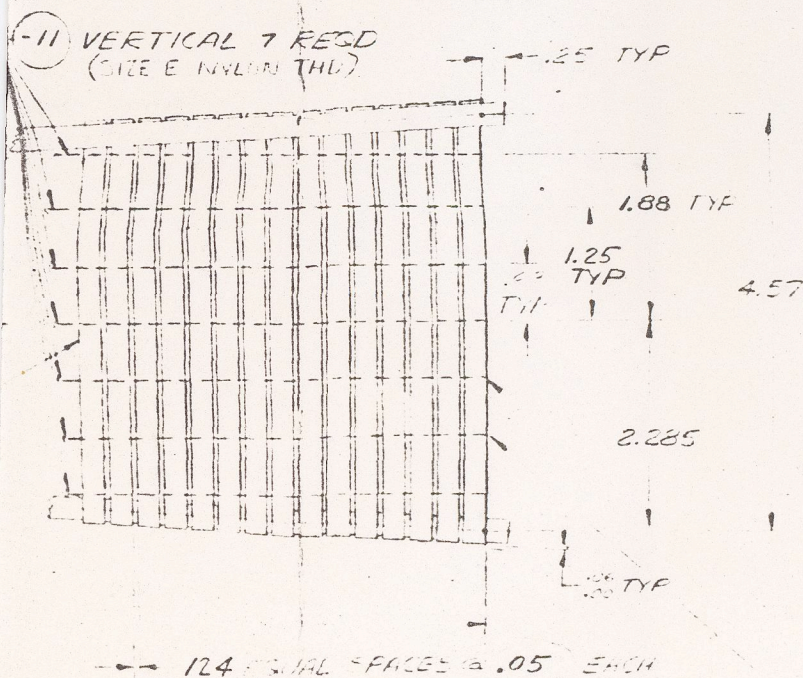 -11 VERTICAL 7 REQD
(SIZE E NYLON THD)
.25 TYP
1.88 TYP
1.25
TYP
TYP
4.57
2.285
TYP
124 EQUAL SPACES @ .05 EACH